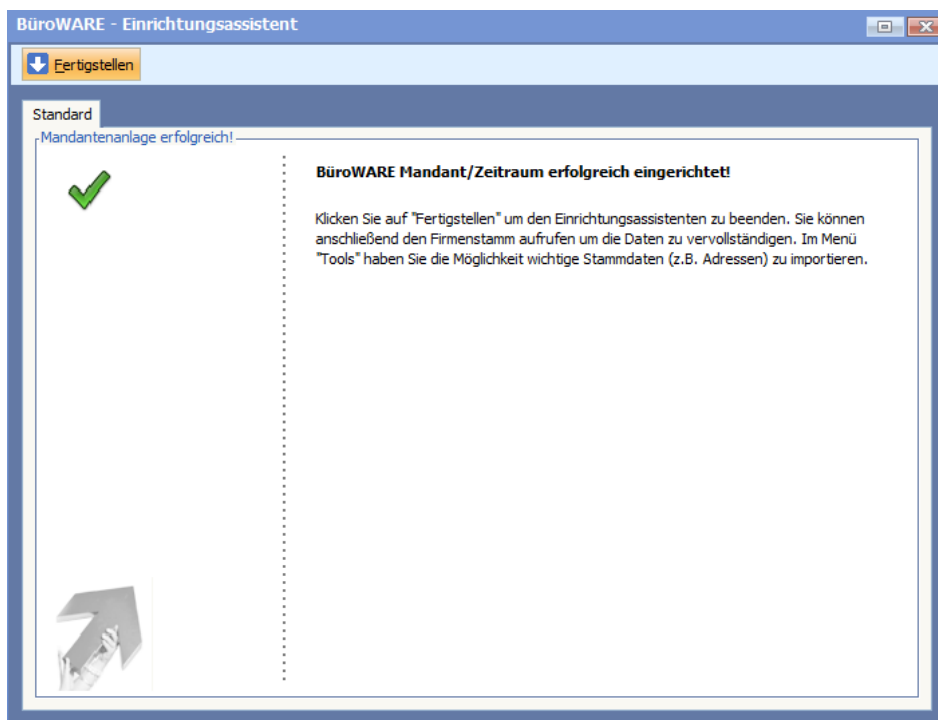 BüroWARE - Einrichtungsassistent
Fertigstellen
Standard
Mandantenanlage erfolgreich!
BüroWARE Mandant/Zeitraum erfolgreich eingerichtet!
Klicken Sie auf "Fertigstellen" um den Einrichtungsassistenten zu beenden. Sie können
anschließend den Firmenstamm aufrufen um die Daten zu vervollständigen. Im Menü
"Tools" haben Sie die Möglichkeit wichtige Stammdaten (z.B. Adressen) zu importieren.